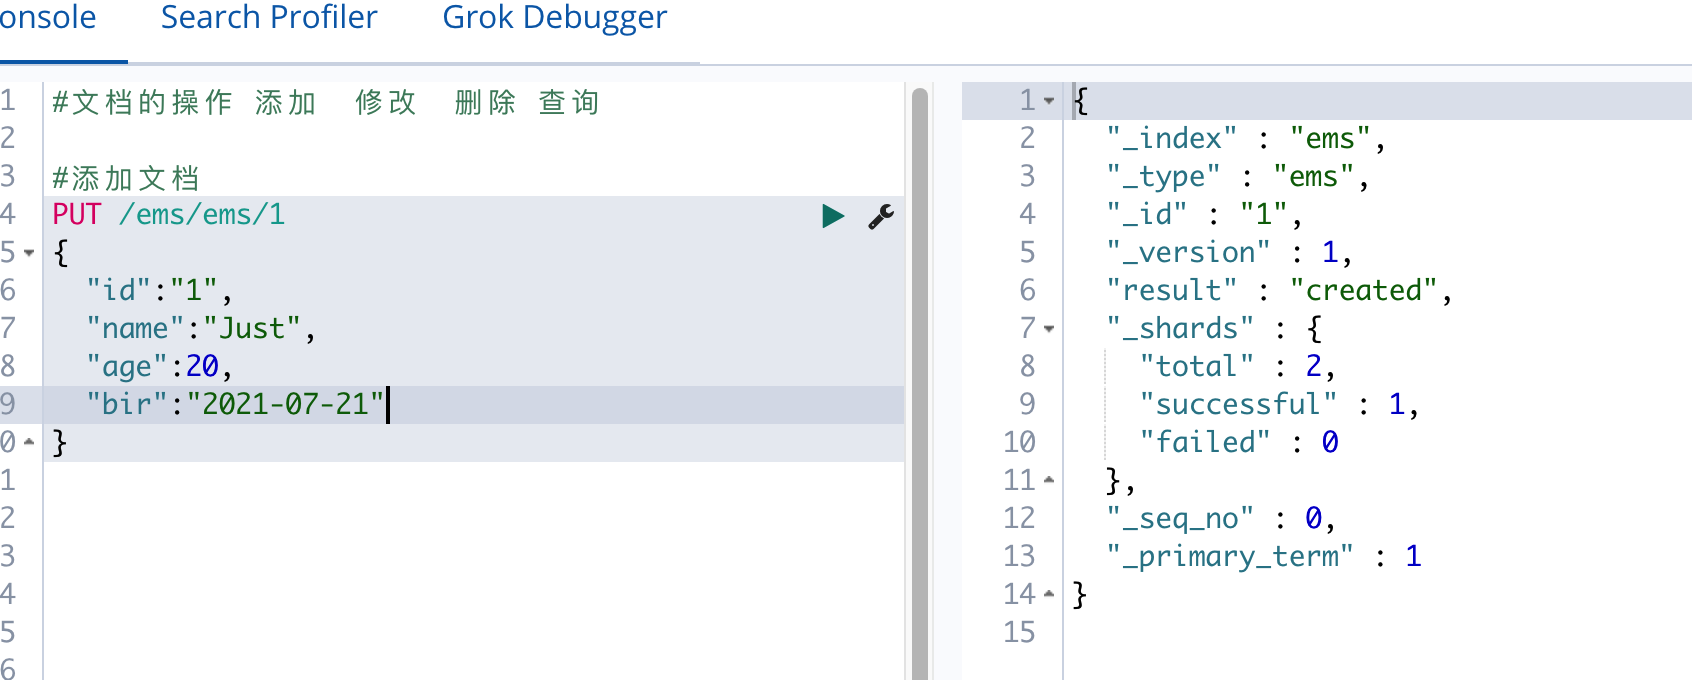 onsole Search Profiler Grok Debugger
1 #文档的操作 添加 修改 删除 查询
2
3 #添加文档
4 PUT /ems/ems/1
5 {
6 "id":"1",
7 "name":"Just",
8 "age":20,
9 "bir":"2021-07-21"
0 }
1
2
3
4
5
6
1 {
2 "_index" : "ems",
3 "_type" : "ems",
4 "_id" : "1",
5 "_version" : 1,
6 "result" : "created",
7 "_shards" : {
8 "total" : 2,
9 "successful" : 1,
10 "failed" : 0
11 },
12 "_seq_no" : 0,
13 "_primary_term" : 1
14 }
15